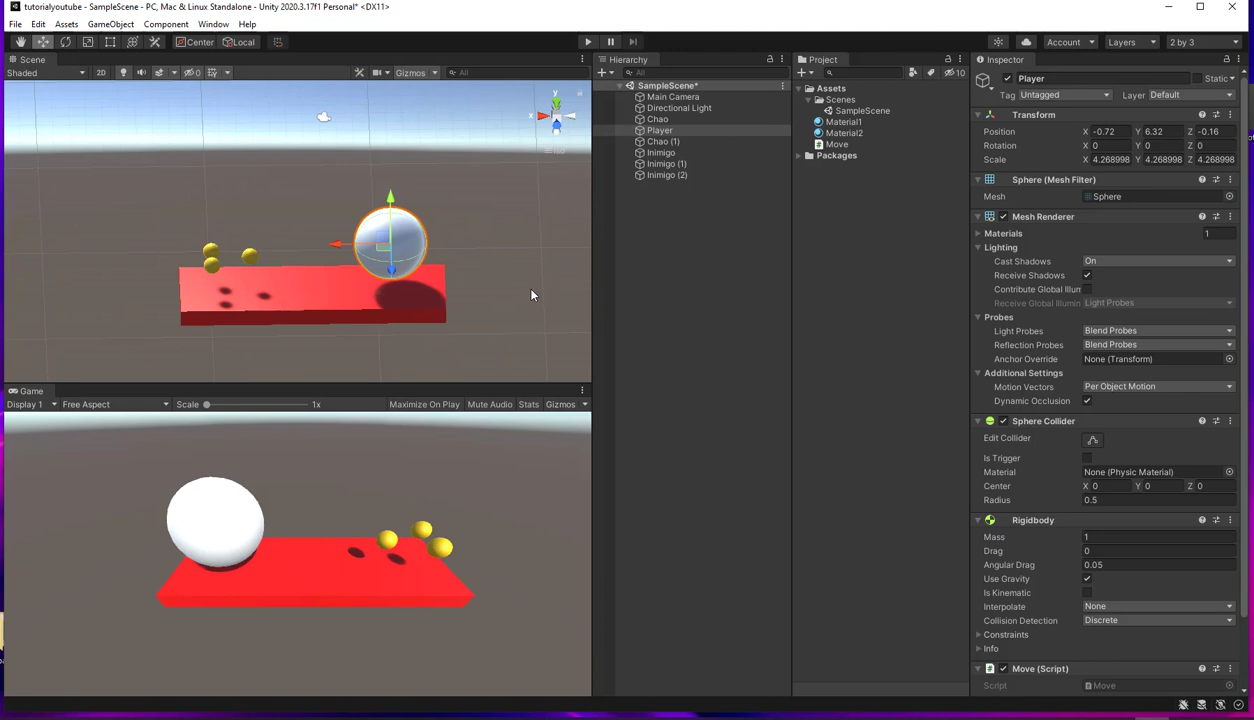 tutorialyoutube - SampleScene - PC, Mac & Linux Standalone - Unity 2020.3.17f1 Personal* <DX11>
File Edit Assets GameObject Component Window Help
Center Local Account Layers 2 by 3
Scene
Shaded 2D 0 Gizmos All
y
x
Game
Display 1 Free Aspect Scale 1x Maximize On Play Mute Audio Stats Gizmos
Hierarchy
All
SampleScene*
Main Camera
Directional Light
Chao
Player
Chao (1)
Inimigo
Inimigo (1)
Inimigo (2)
Project
10
Assets
Scenes
SampleScene
Material1
Material2
Move
Packages
Inspector
Player Static
Tag Untagged Layer Default
Transform
Position X -0.72 Y 6.32 Z -0.16
Rotation X 0 Y 0 Z 0
Scale X 4.268998 Y 4.268998 Z 4.268998
Sphere (Mesh Filter)
Mesh Sphere
Mesh Renderer
Materials 1
Lighting
Cast Shadows On
Receive Shadows
Contribute Global Illum
Receive Global Illumin Light Probes
Probes
Light Probes Blend Probes
Reflection Probes Blend Probes
Anchor Override None (Transform)
Additional Settings
Motion Vectors Per Object Motion
Dynamic Occlusion
Sphere Collider
Edit Collider
Is Trigger
Material None (Physic Material)
Center X 0 Y 0 Z 0
Radius 0.5
Rigidbody
Mass 1
Drag 0
Angular Drag 0.05
Use Gravity
Is Kinematic
Interpolate None
Collision Detection Discrete
Constraints
Info
Move (Script)
Script Move